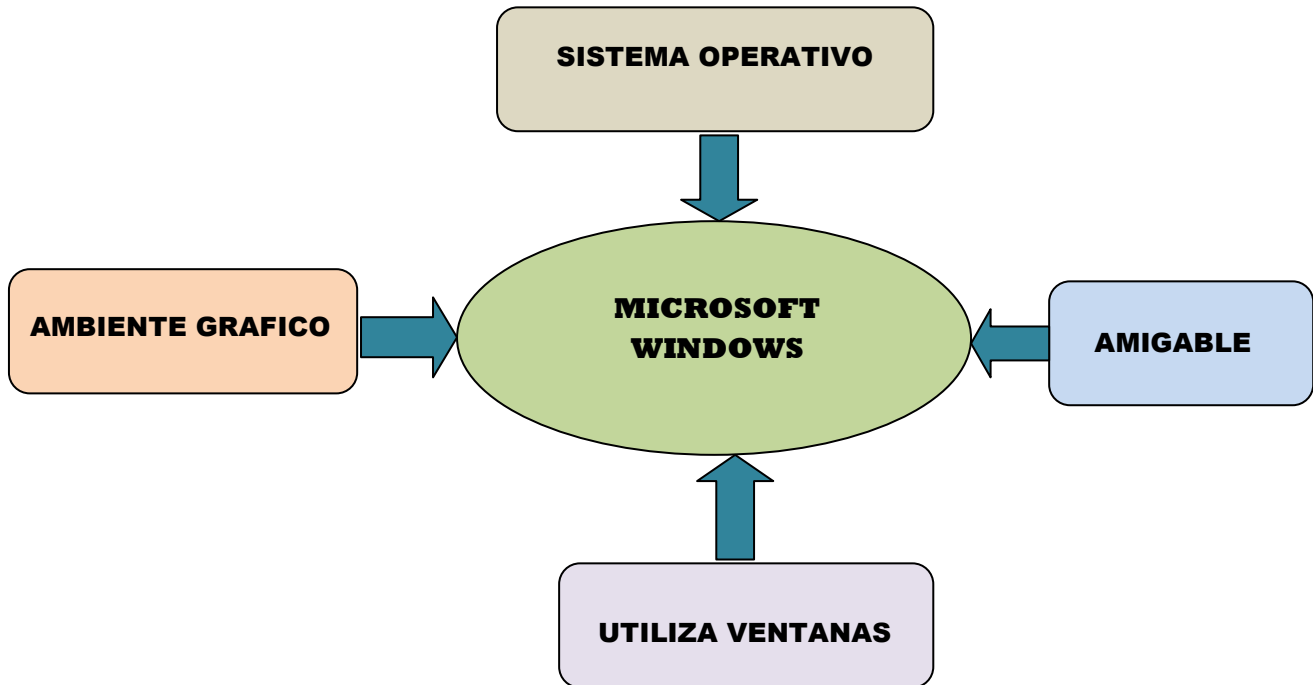 SISTEMA OPERATIVO
AMBIENTE GRAFICO
MICROSOFT
WINDOWS
AMIGABLE
UTILIZA VENTANAS